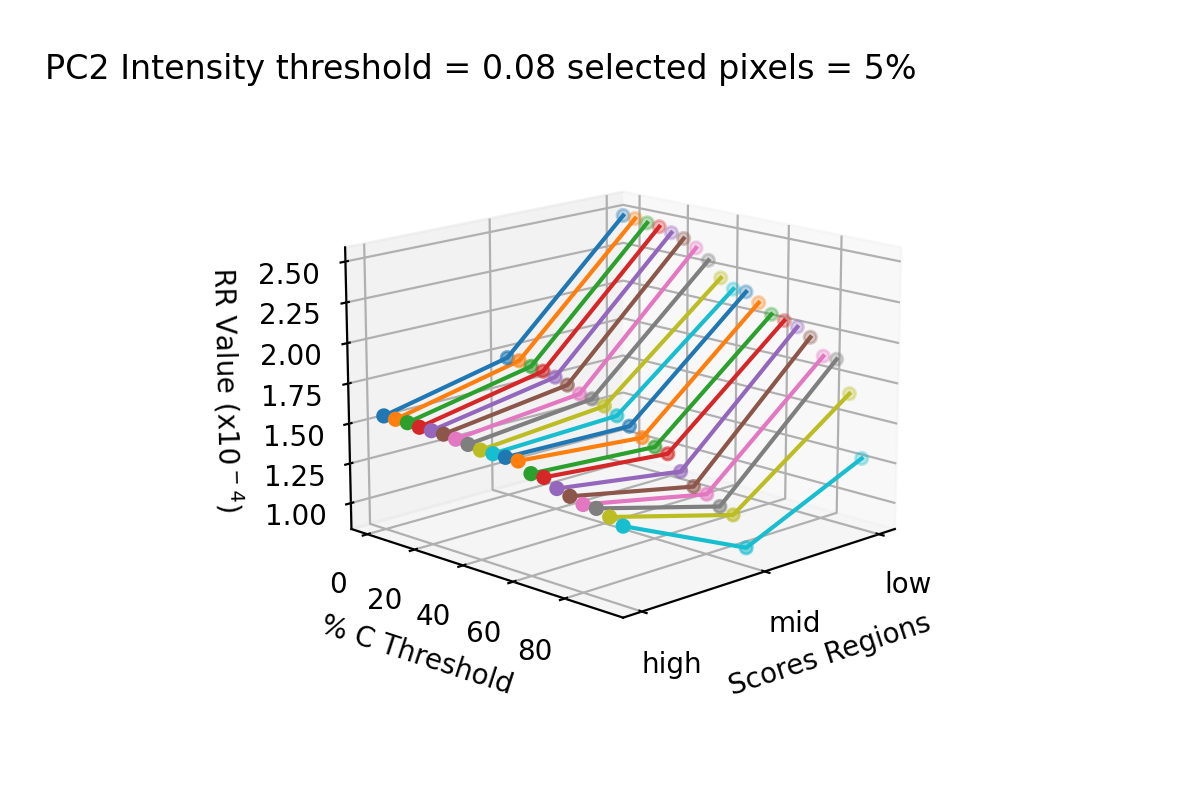 PC2 Intensity threshold = 0.08 selected pixels = 5%
RR Value (x10⁻⁴)
2.50
2.25
2.00
1.75
1.50
1.25
1.00
0
20
40
60
80
% C Threshold
high
mid
low
Scores Regions